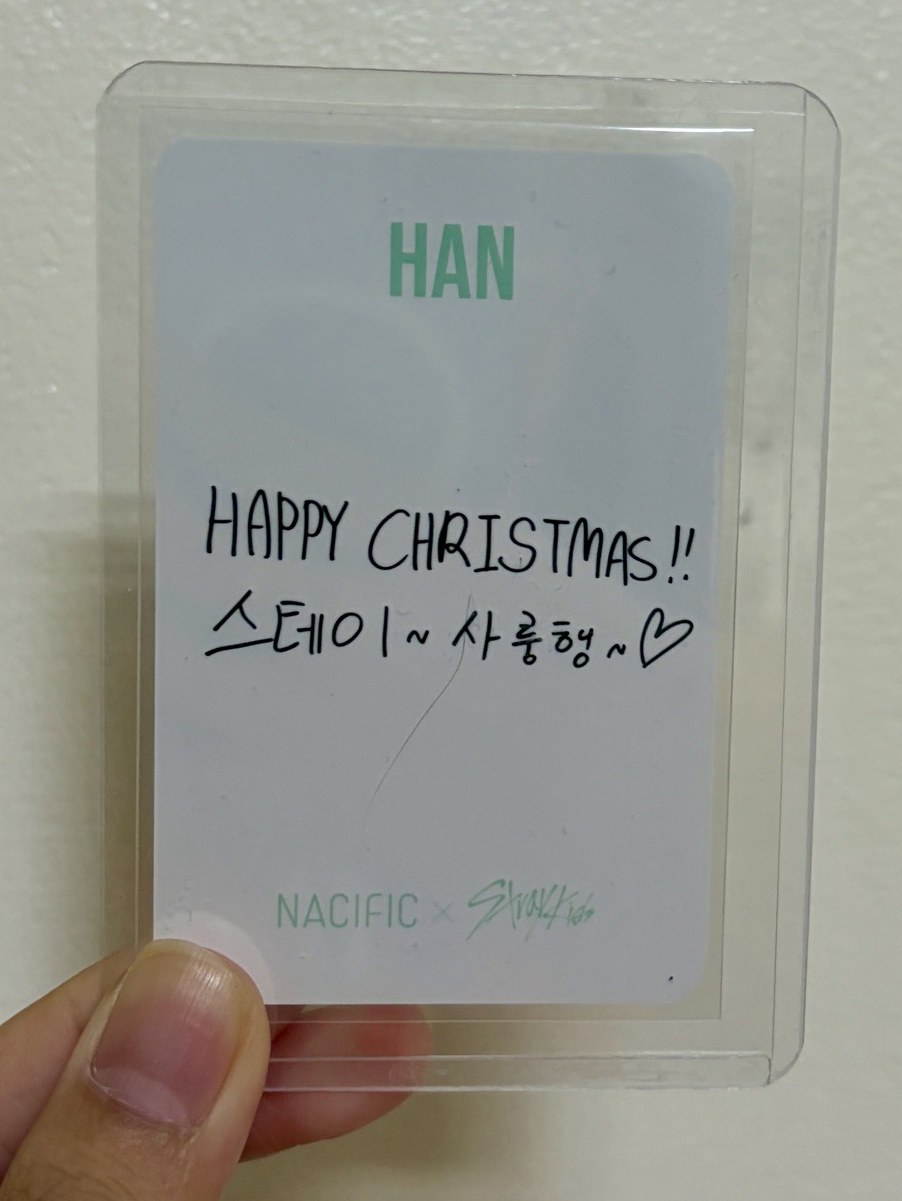 HAN
HAPPY CHRISTMAS!!
스테이~ 사룽행~♡
NACIFIC × Stray Kids